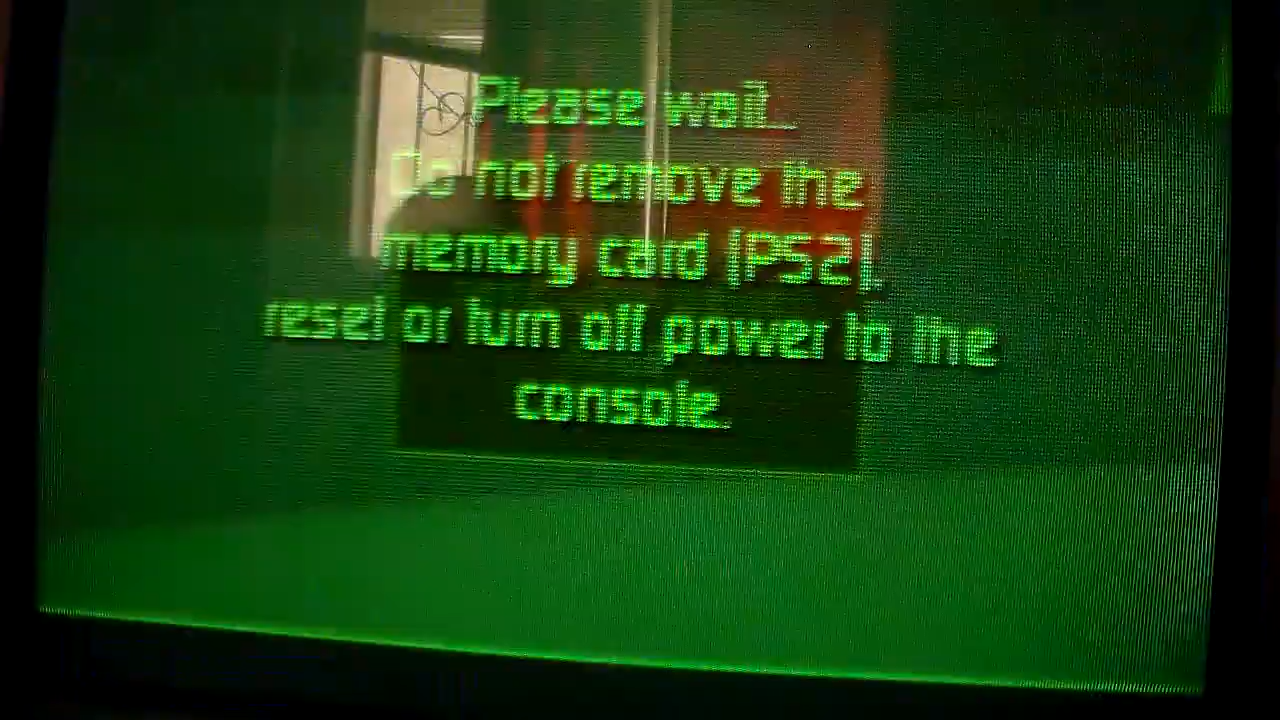 Please wait...
Do not remove the
memory card (PS2),
reset or turn off power to the
console.